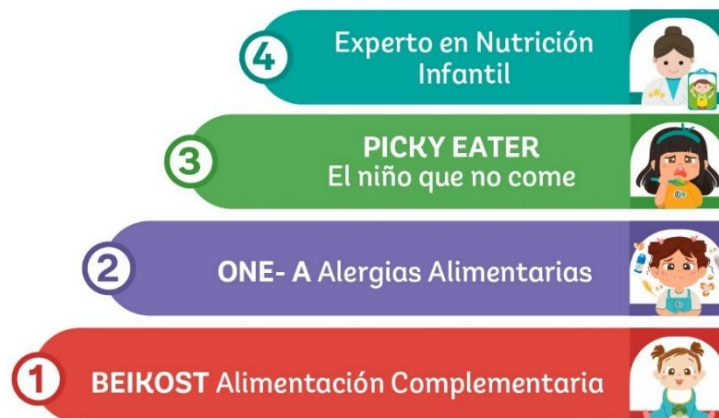 4
Experto en Nutrición
Infantil
3
PICKY EATER
El niño que no come
2
ONE- A Alergias Alimentarias
1
BEIKOST Alimentación Complementaria